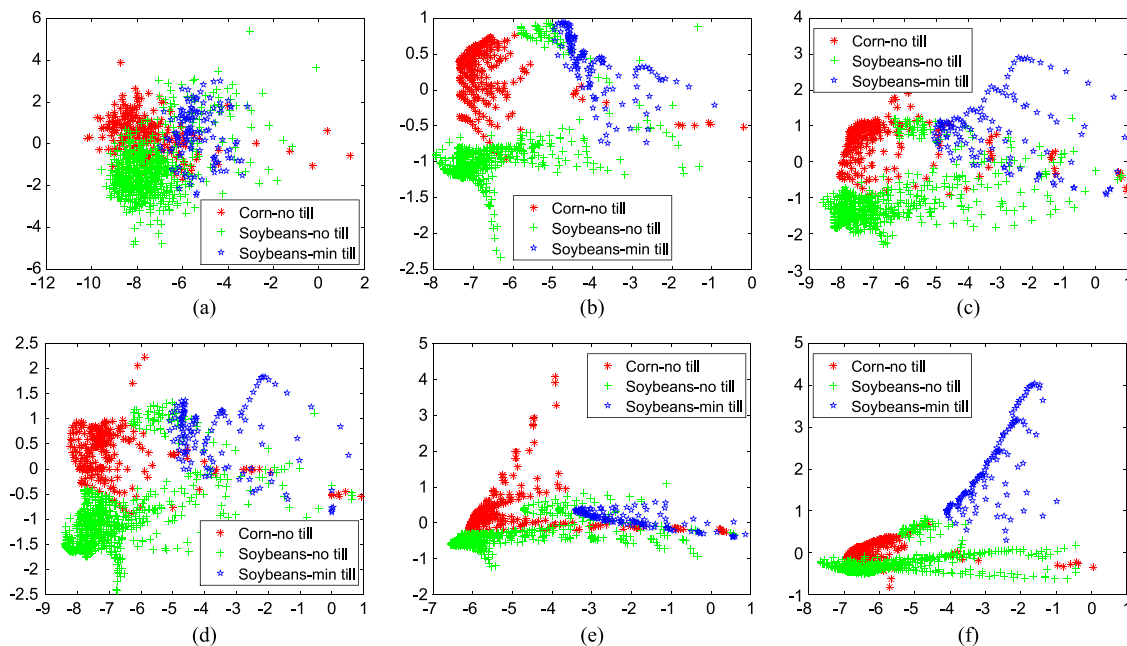 6
4
2
0
-2
-4
6
-12 -10 -8 -6 -4 -2 0 2
Corn-no till
Soybeans-no till
Soybeans-min till
(a)
1
0.5
0
-0.5
-1
-1.5
-2
-2.5
-8 -7 -6 -5 -4 -3 -2 -1 0
Corn-no till
Soybeans-no till
Soybeans-min till
(b)
4
3
2
1
0
-1
-2
-3
-9 -8 -7 -6 -5 -4 -3 -2 -1 0 1
Corn-no till
Soybeans-no till
Soybeans-min till
(c)
2.5
2
1.5
1
0.5
0
-0.5
-1
-1.5
-2
-2.5
-9 -8 -7 -6 -5 -4 -3 -2 -1 0 1
Corn-no till
Soybeans-no till
Soybeans-min till
(d)
5
4
3
2
1
0
-1
-2
-7 -6 -5 -4 -3 -2 -1 0 1
Corn-no till
Soybeans-no till
Soybeans-min till
(e)
5
4
3
2
1
0
-1
-8 -7 -6 -5 -4 -3 -2 -1 0 1
Corn-no till
Soybeans-no till
Soybeans-min till
(f)